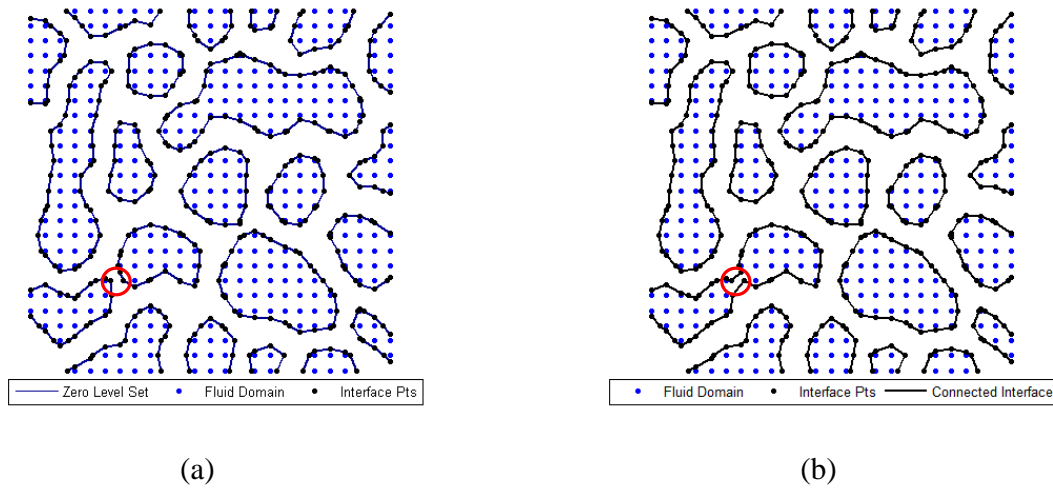 Zero Level Set Fluid Domain Interface Pts
Fluid Domain Interface Pts Connected Interface
(a) (b)